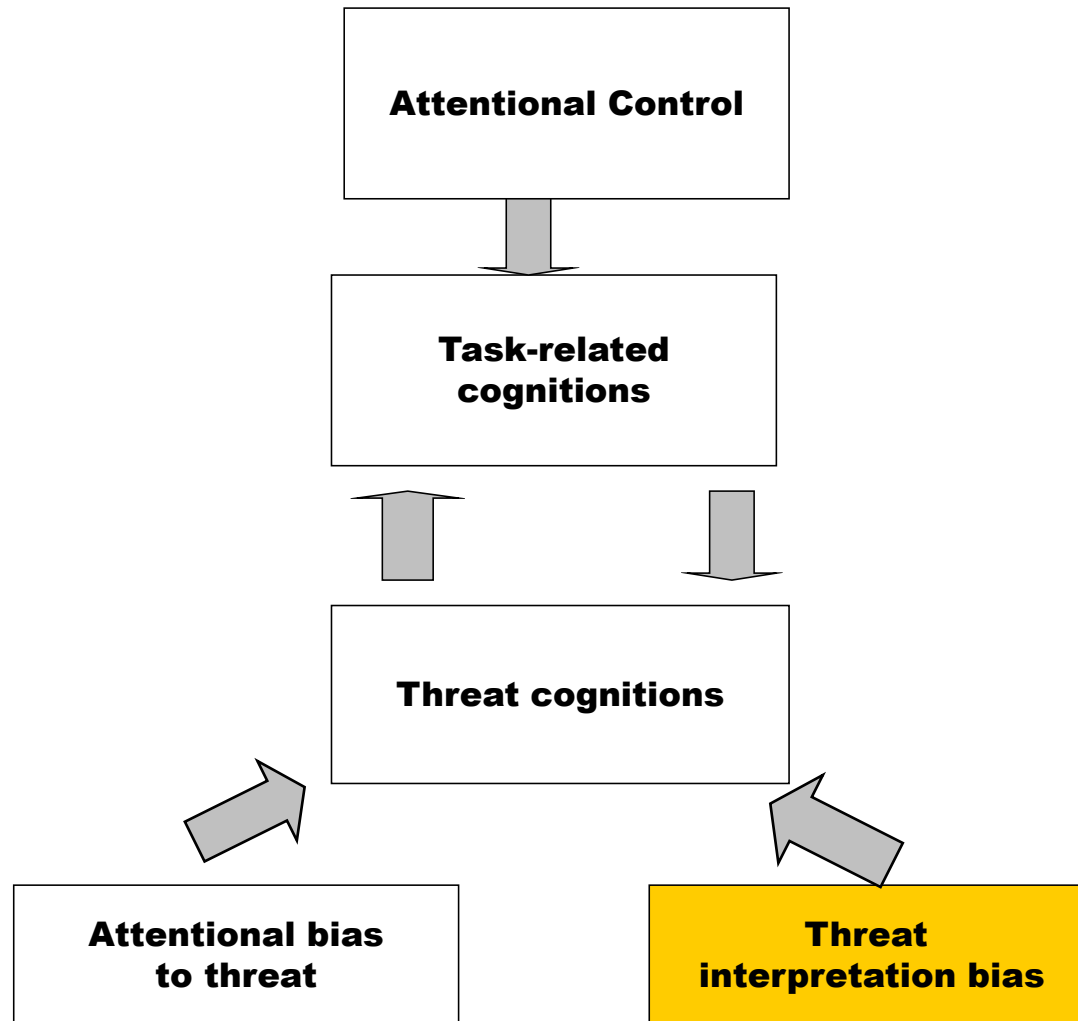 Attentional Control
Task-related
cognitions
Threat cognitions
Attentional bias
to threat
Threat
interpretation bias